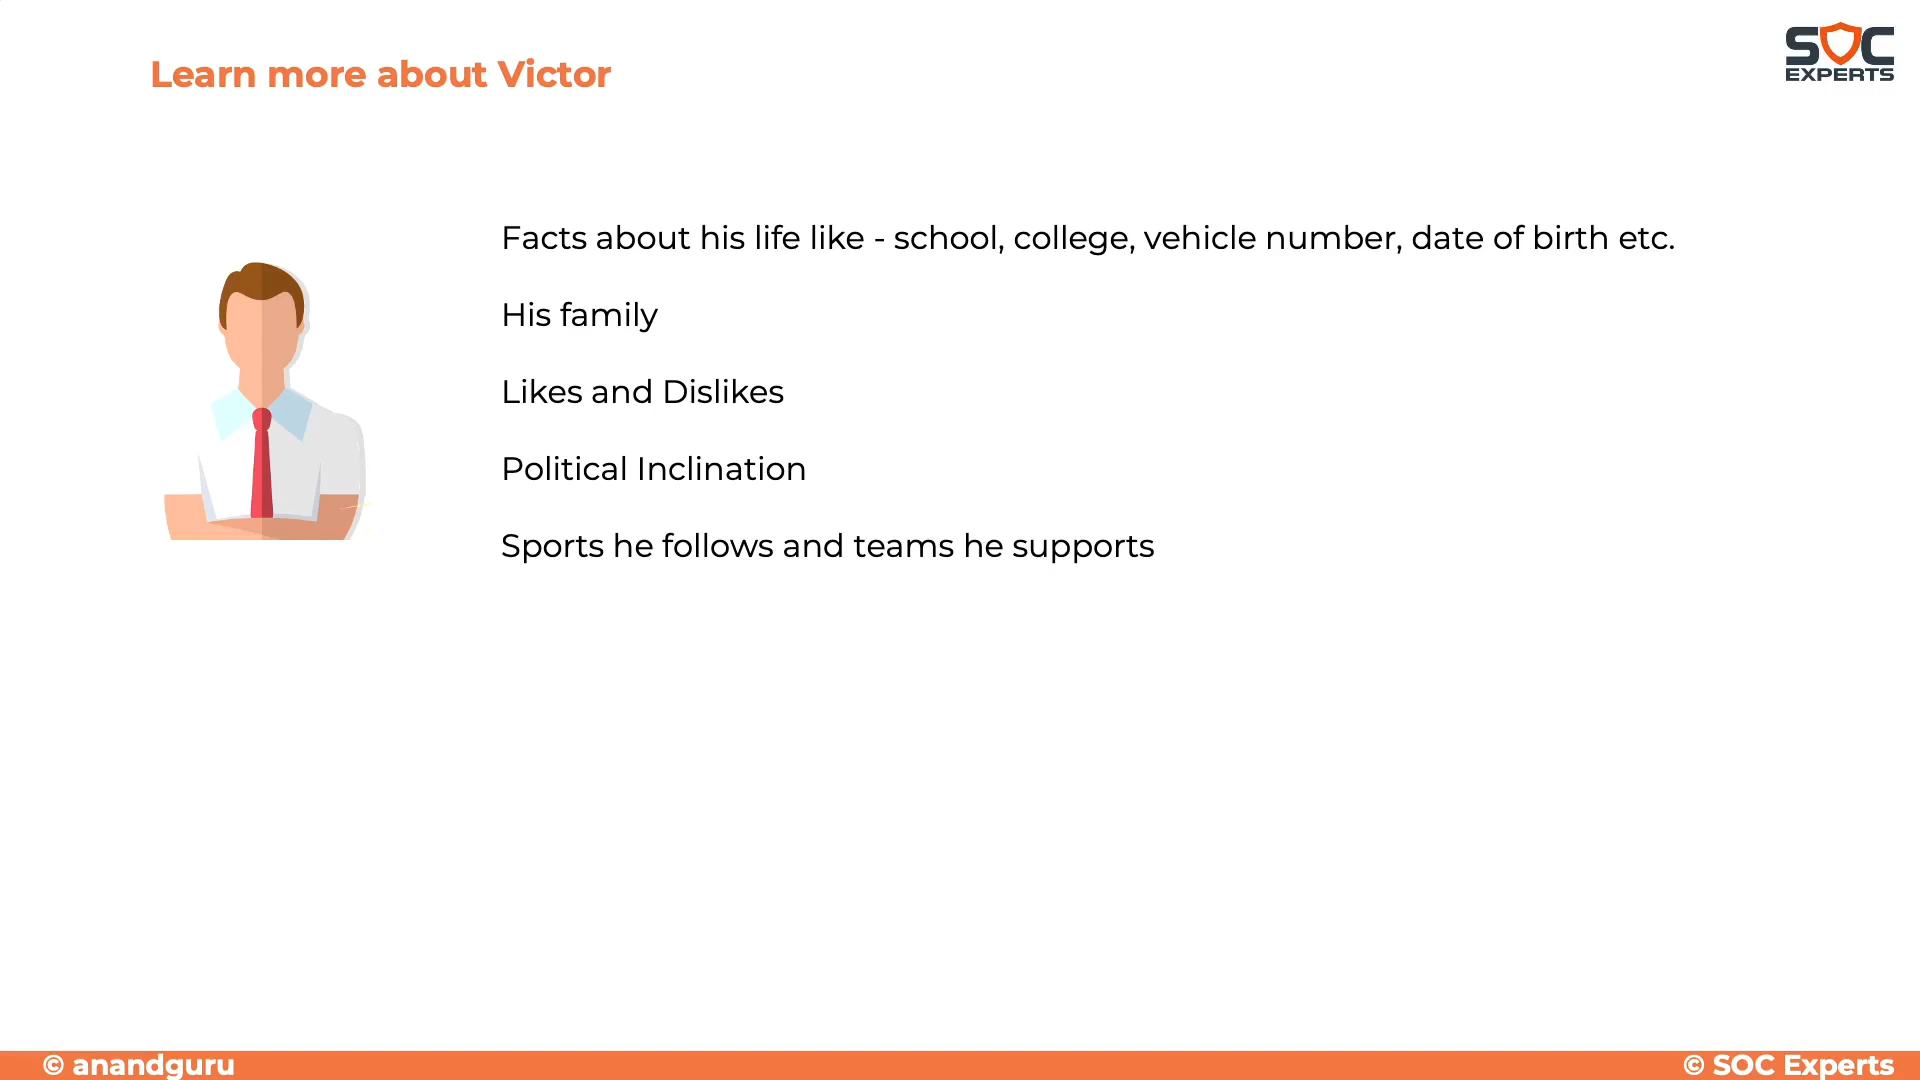 Learn more about Victor
SOC
EXPERTS
Facts about his life like - school, college, vehicle number, date of birth etc.
His family
Likes and Dislikes
Political Inclination
Sports he follows and teams he supports
© anandguru
© SOC Experts